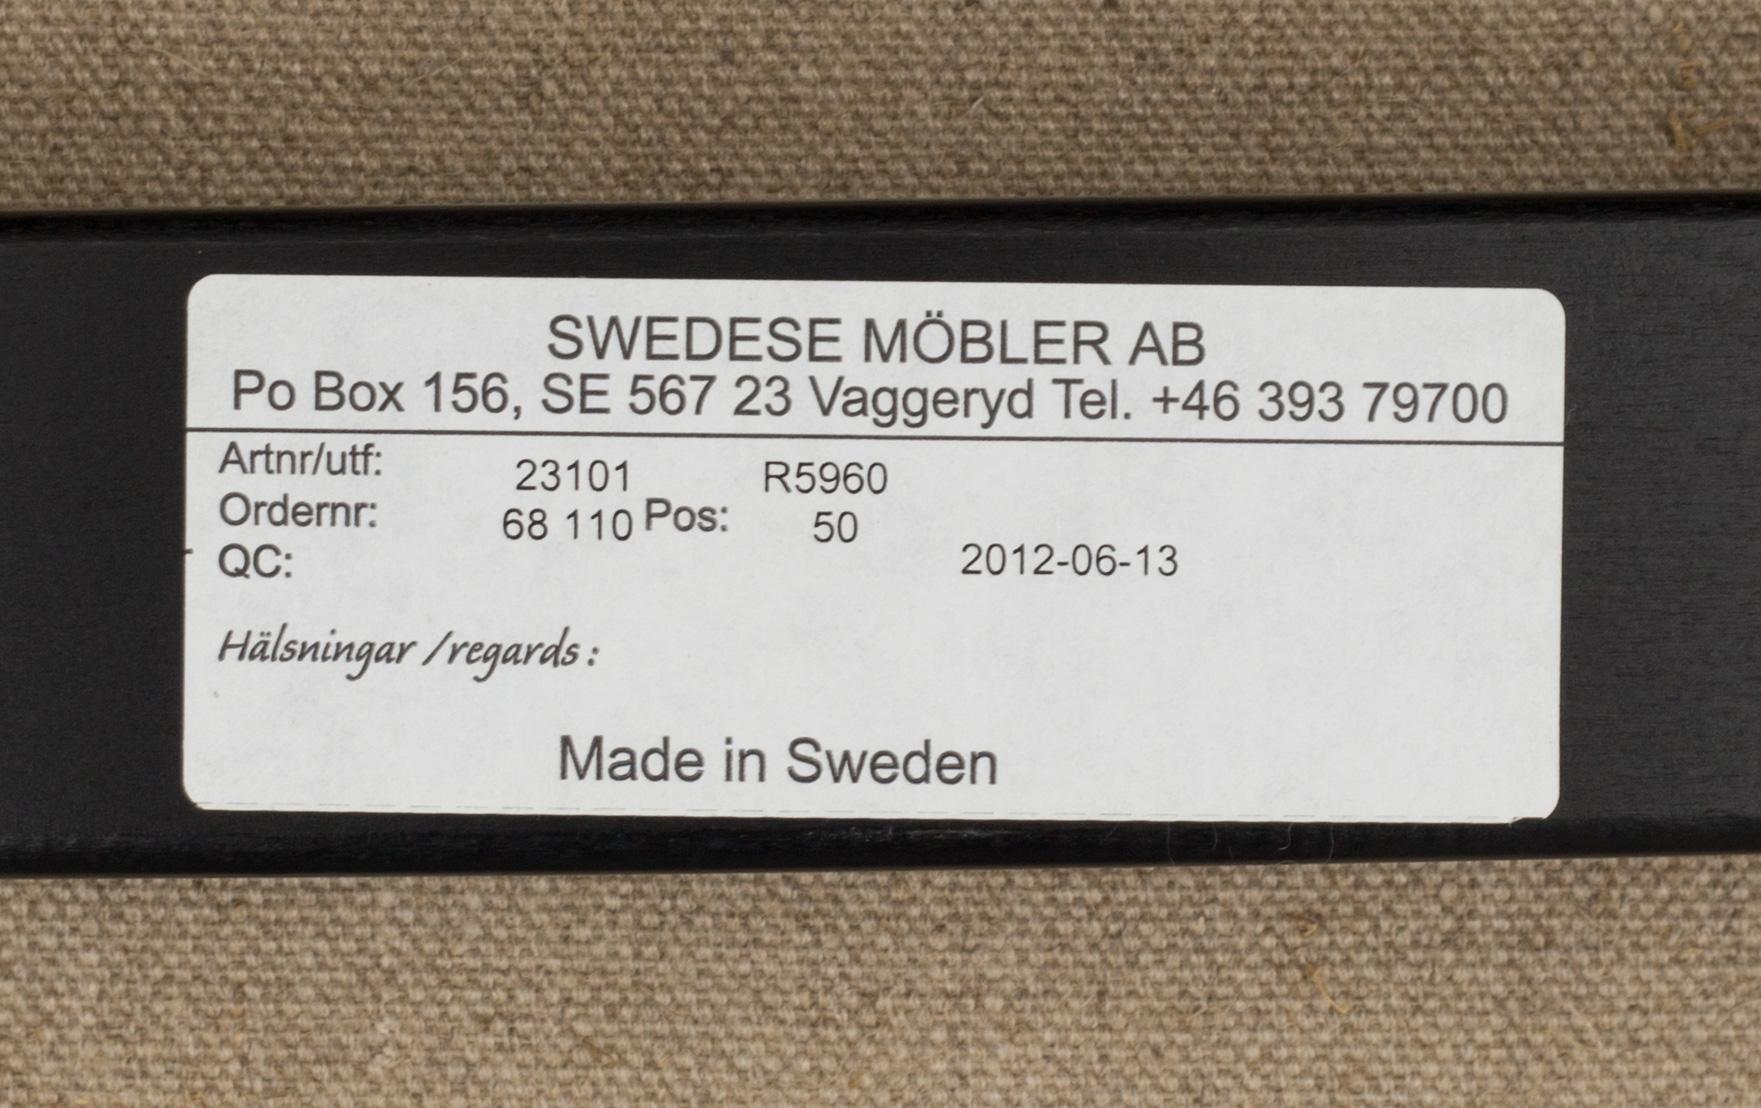 SWEDESE MÖBLER AB
Po Box 156, SE 567 23 Vaggeryd Tel. +46 393 79700
Artnr/utf: 23101 R5960
Ordernr: 68 110 Pos: 50
QC: 2012-06-13
Hälsningar /regards :
Made in Sweden